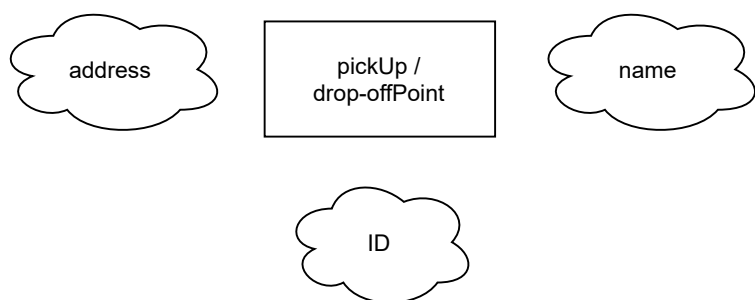 address
pickUp /
drop-offPoint
name
ID